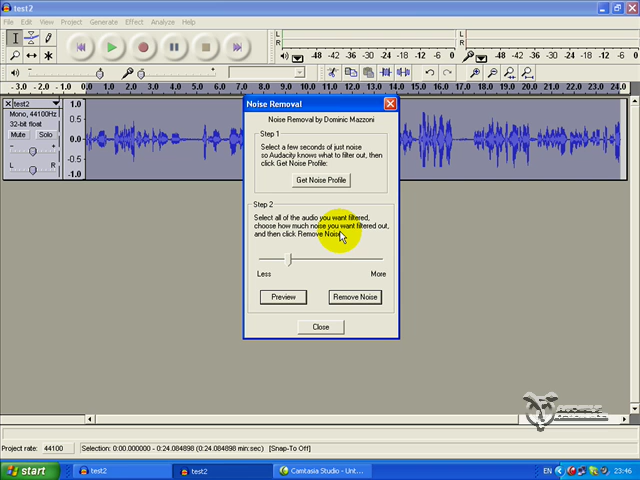 test2
File Edit View Project Generate Effect Analyze Help
L
R
-48 -36 -24 -12 0
L
R
-48 -36 -24 -12 0
-3.0 -2.0 -1.0 0.0 1.0 2.0 3.0 4.0 5.0 6.0 7.0 8.0 9.0 10.0 11.0 12.0 13.0 14.0 15.0 16.0 17.0 18.0 19.0 20.0 21.0 22.0 23.0 24.0
test2
Mono, 44100Hz
32-bit float
Mute Solo
- +
L R
1.0
0.5
0.0
-0.5
-1.0
Noise Removal
Noise Removal by Dominic Mazzoni
Step 1
Select a few seconds of just noise
so Audacity knows what to filter out, then
click Get Noise Profile:
Get Noise Profile
Step 2
Select all of the audio you want filtered,
choose how much noise you want filtered out,
and then click Remove Noise.
Less More
Preview Remove Noise
Close
Project rate: 44100 Selection: 0:00.000000 - 0:24.084898 (0:24.084898 min:sec) [Snap-To Off]
start test2 test2 Camtasia Studio - Unt... EN 23:46